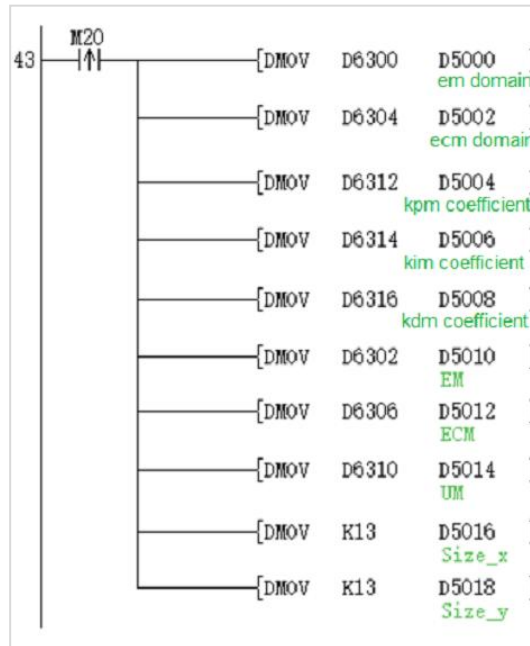 M20
43 [DMOV D6300 D5000
em domain
[DMOV D6304 D5002
ecm domain
[DMOV D6312 D5004
kpm coefficient
[DMOV D6314 D5006
kim coefficient
[DMOV D6316 D5008
kdm coefficient
[DMOV D6302 D5010
EM
[DMOV D6306 D5012
ECM
[DMOV D6310 D5014
UM
[DMOV K13 D5016
Size_x
[DMOV K13 D5018
Size_y